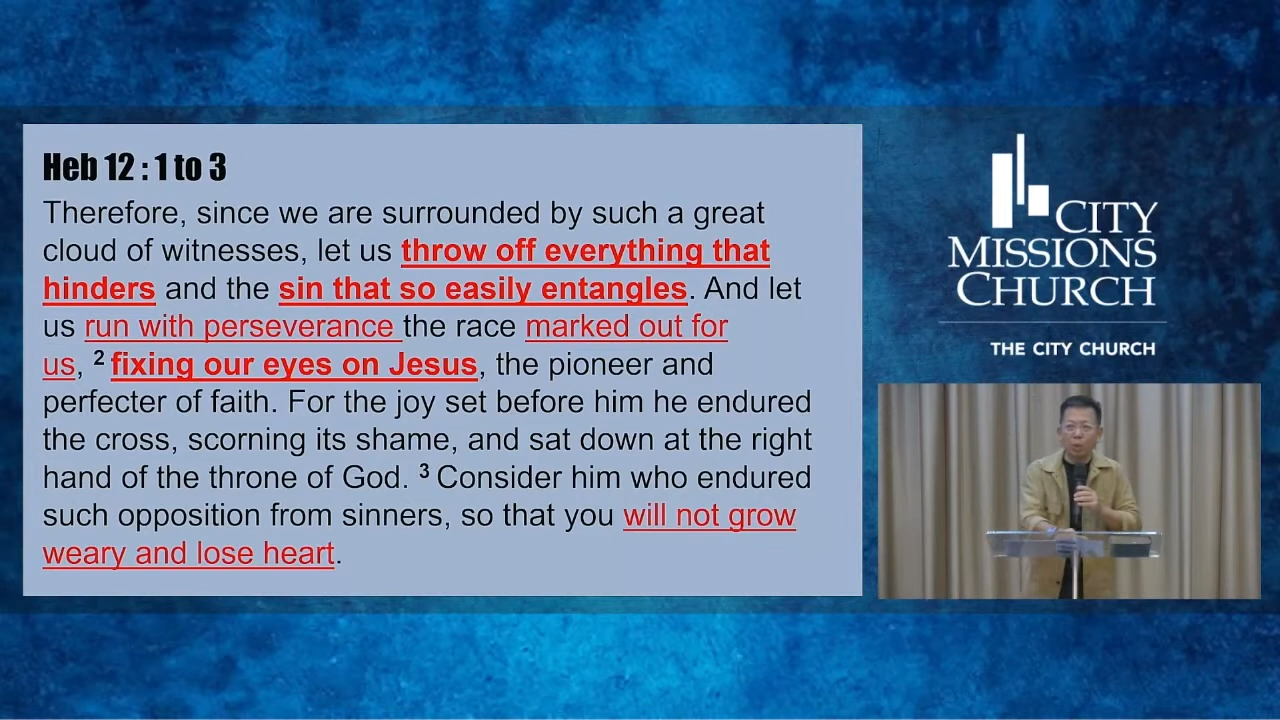 Heb 12 : 1 to 3
Therefore, since we are surrounded by such a great
cloud of witnesses, let us throw off everything that
hinders and the sin that so easily entangles. And let
us run with perseverance the race marked out for
us, 2 fixing our eyes on Jesus, the pioneer and
perfecter of faith. For the joy set before him he endured
the cross, scorning its shame, and sat down at the right
hand of the throne of God. 3 Consider him who endured
such opposition from sinners, so that you will not grow
weary and lose heart.
CITY
MISSIONS
CHURCH
THE CITY CHURCH